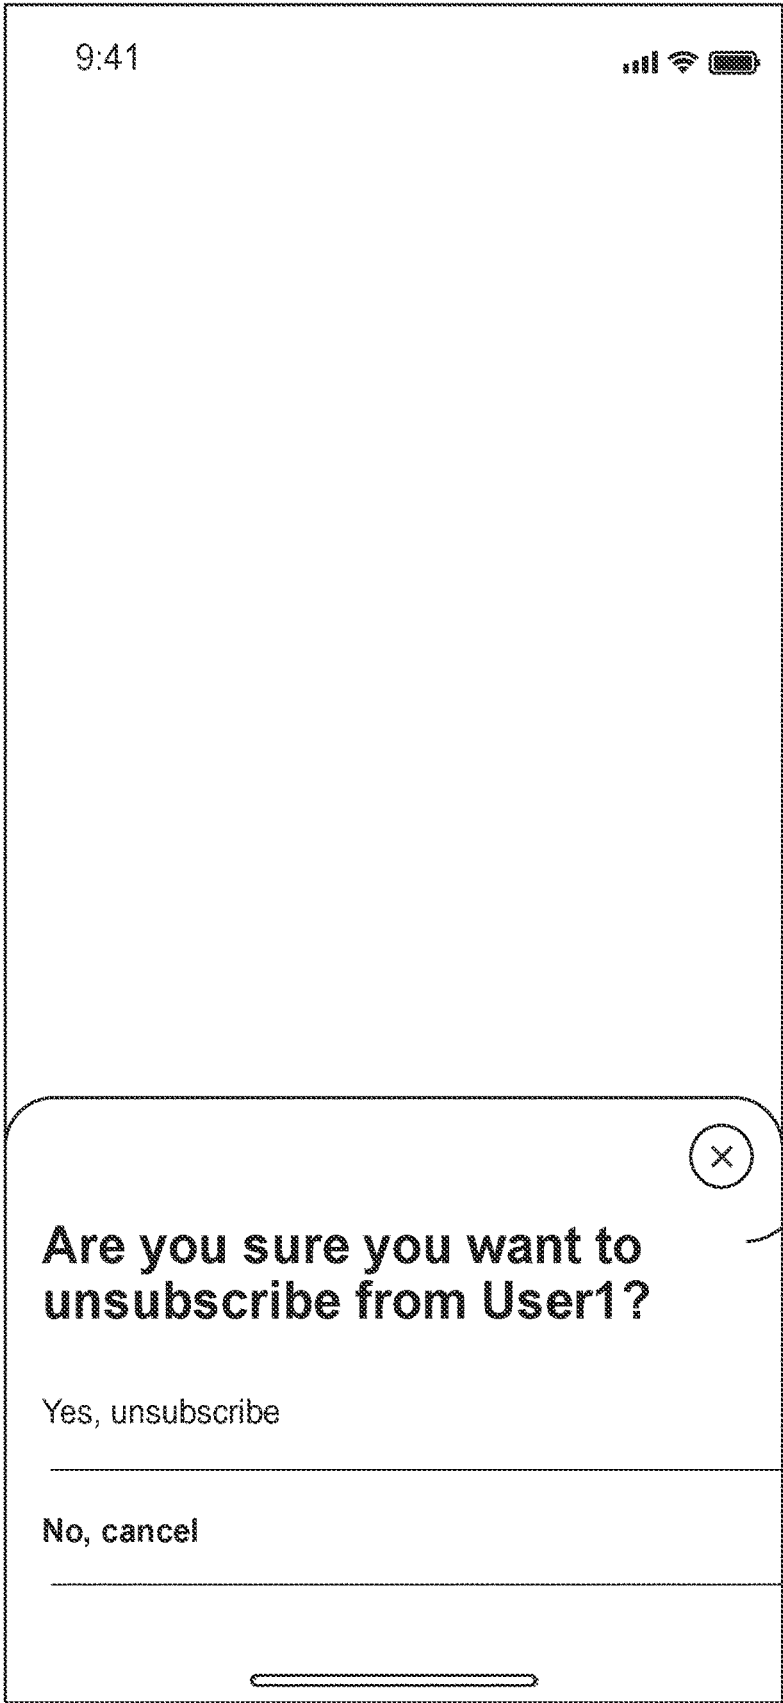 9:41
Are you sure you want to
unsubscribe from User1?
Yes, unsubscribe
No, cancel